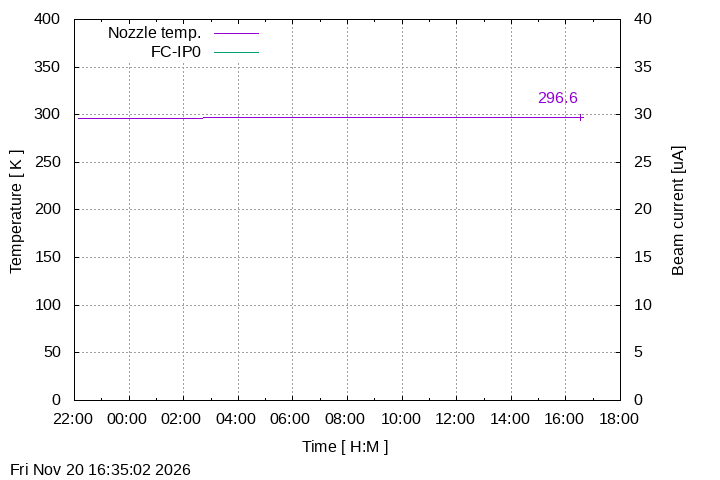 400
350
300
250
200
150
100
50
0
40
35
30
25
20
15
10
5
0
Nozzle temp.
FC-IP0
296.6
Temperature [ K ]
Beam current [uA]
22:00 00:00 02:00 04:00 06:00 08:00 10:00 12:00 14:00 16:00 18:00
Time [ H:M ]
Fri Nov 20 16:35:02 2026